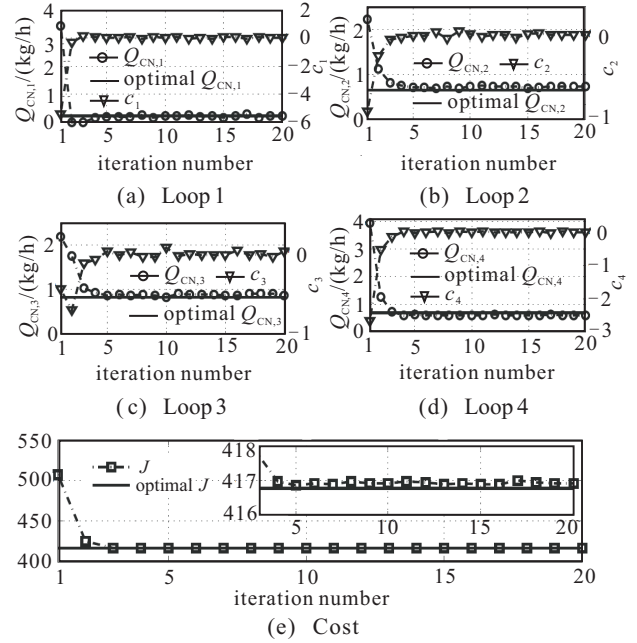 Q_CN,1/(kg/h)
4
3
2
1
0
2
0
−2
−4
−6
c_1
Q_CN,1
optimal Q_CN,1
c_1
1 5 10 15 20
iteration number
(a) Loop 1
Q_CN,2/(kg/h)
2
1
0
0
−1
c_2
Q_CN,2 c_2
optimal Q_CN,2
1 5 10 15 20
iteration number
(b) Loop 2
Q_CN,3/(kg/h)
2
1
0
0
−1
c_3
Q_CN,3 c_3
optimal Q_CN,3
1 5 10 15 20
iteration number
(c) Loop 3
Q_CN,4/(kg/h)
4
3
2
1
0
0
−1
−2
−3
c_4
Q_CN,4
optimal Q_CN,4
c_4
1 5 10 15 20
iteration number
(d) Loop 4
550
500
450
400
J
optimal J
418
417
416
5 10 15 20
1 5 10 15 20
iteration number
(e) Cost